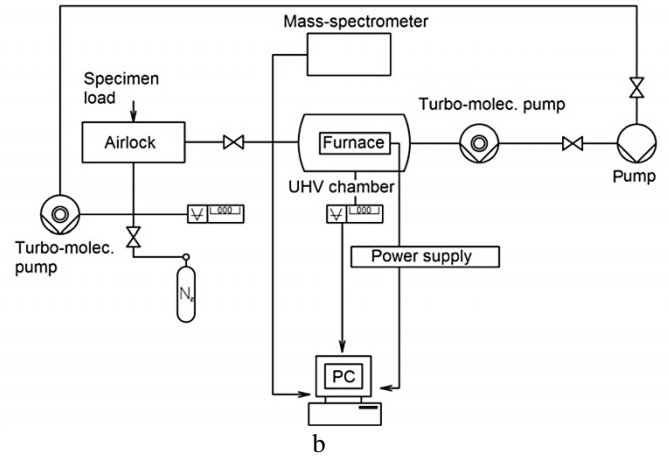 Mass-spectrometer
Specimen
load
Turbo-molec. pump
Airlock
Furnace
Pump
UHV chamber
000
000
Turbo-molec.
pump
Power supply
N₂
PC
b